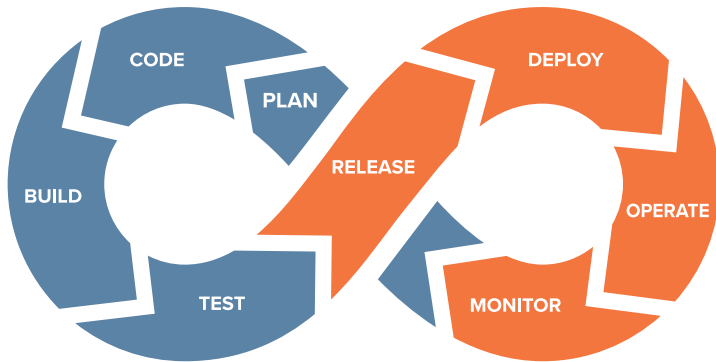 PLAN
CODE
BUILD
TEST
RELEASE
DEPLOY
OPERATE
MONITOR